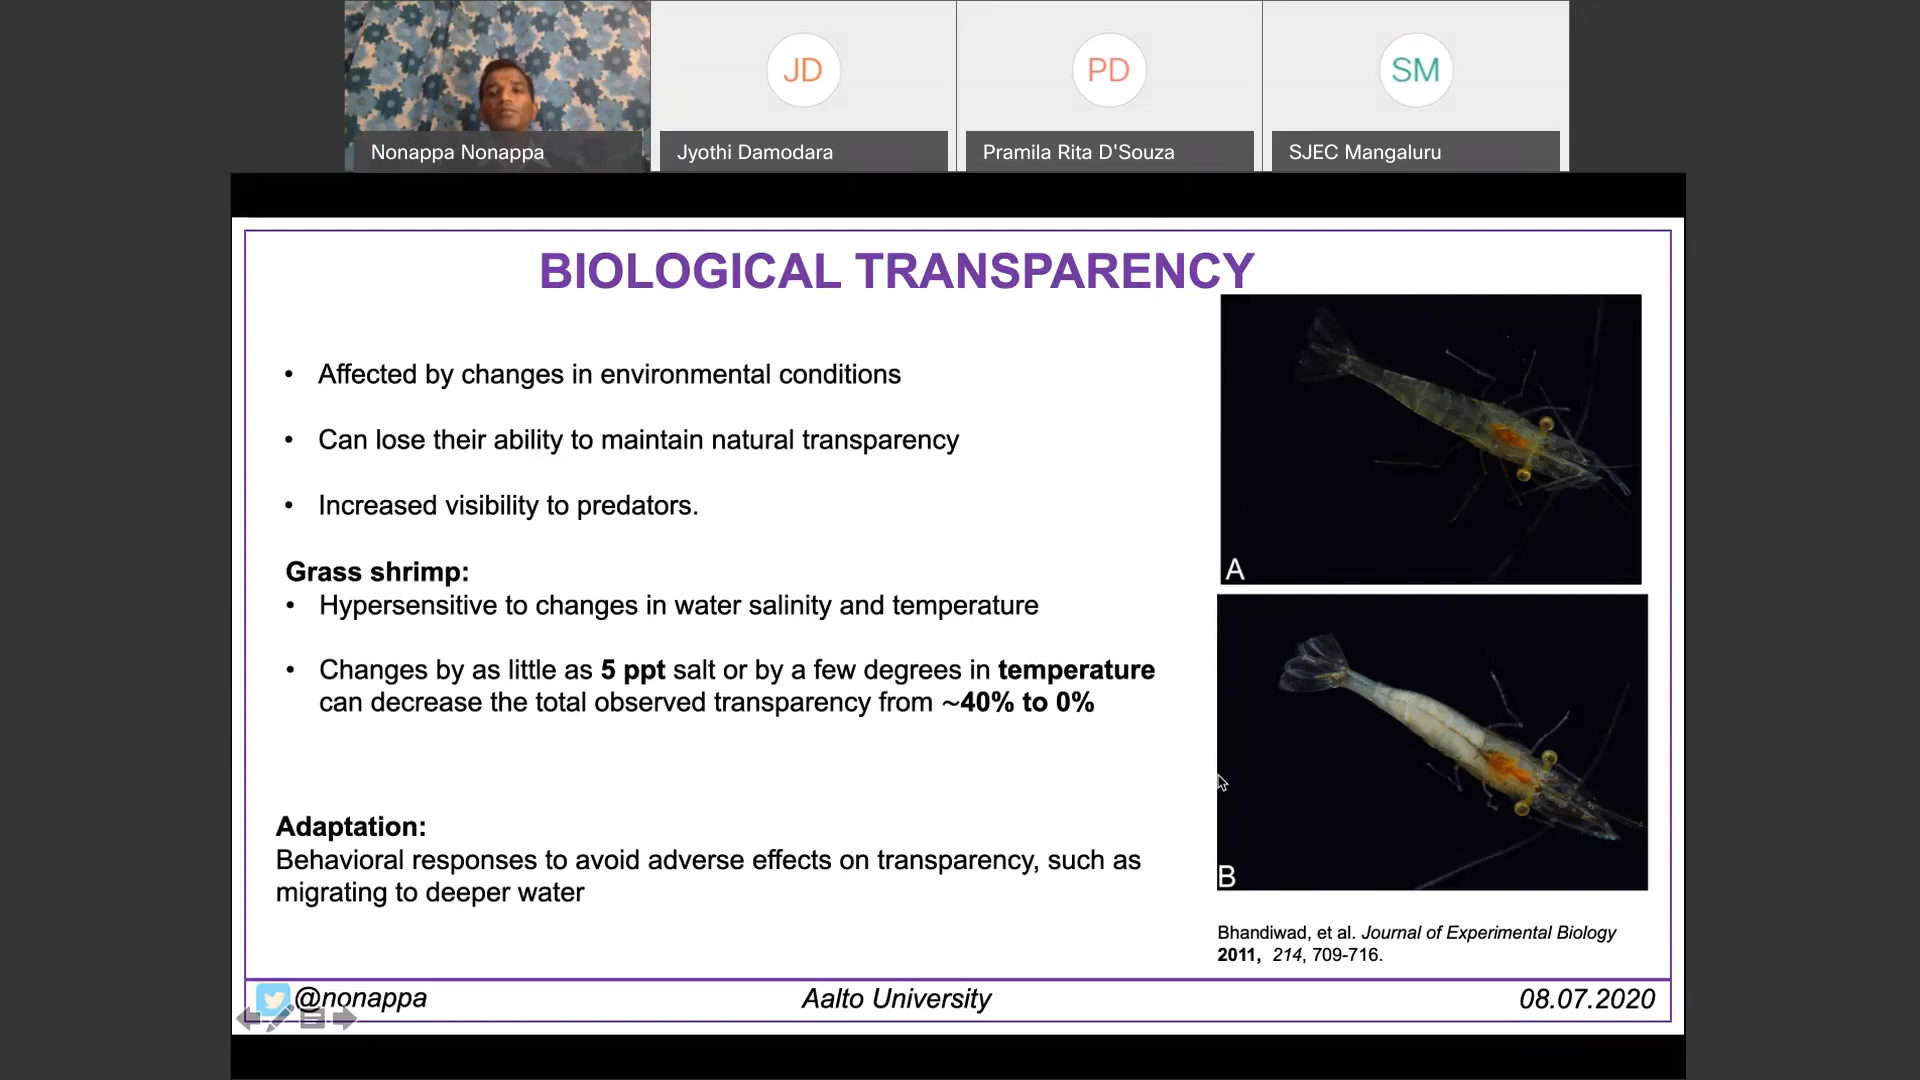 JD
PD
SM
Nonappa Nonappa
Jyothi Damodara
Pramila Rita D'Souza
SJEC Mangaluru
BIOLOGICAL TRANSPARENCY
• Affected by changes in environmental conditions
• Can lose their ability to maintain natural transparency
• Increased visibility to predators.
Grass shrimp:
• Hypersensitive to changes in water salinity and temperature
• Changes by as little as 5 ppt salt or by a few degrees in temperature
can decrease the total observed transparency from ~40% to 0%
Adaptation:
Behavioral responses to avoid adverse effects on transparency, such as
migrating to deeper water
A
B
Bhandiwad, et al. Journal of Experimental Biology
2011, 214, 709-716.
@nonappa
Aalto University
08.07.2020